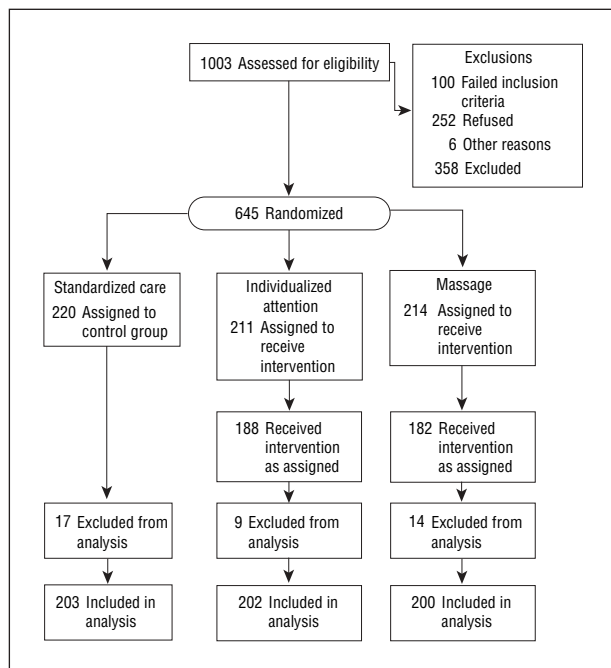 1003 Assessed for eligibility
Exclusions
100 Failed inclusion
criteria
252 Refused
6 Other reasons
358 Excluded
645 Randomized
Standardized care
220 Assigned to
control group
Individualized
attention
211 Assigned to
receive
intervention
Massage
214 Assigned to
receive
intervention
188 Received
intervention
as assigned
182 Received
intervention
as assigned
17 Excluded from
analysis
9 Excluded from
analysis
14 Excluded from
analysis
203 Included in
analysis
202 Included in
analysis
200 Included in
analysis